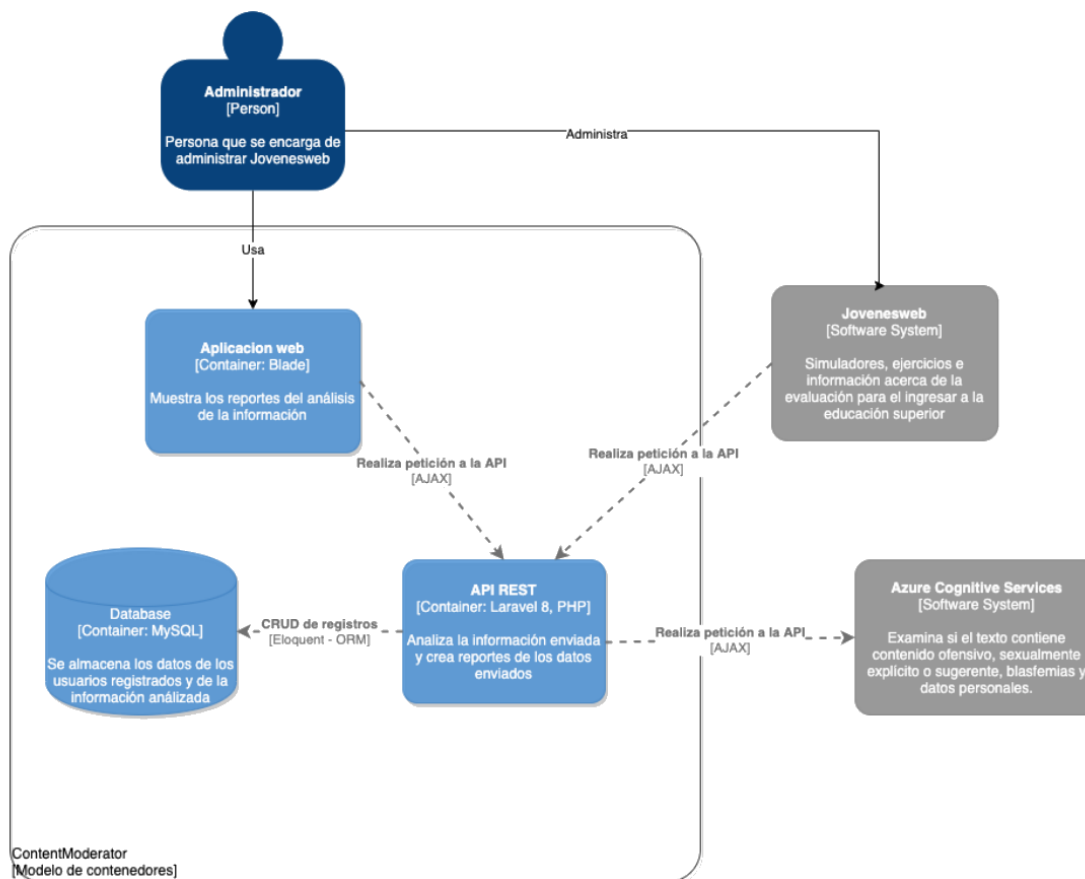 Administrador
[Person]
Persona que se encarga de
administrar Jovenesweb
Administra
Usa
Aplicacion web
[Container: Blade]
Muestra los reportes del análisis
de la información
Jovenesweb
[Software System]
Simuladores, ejercicios e
información acerca de la
evaluación para el ingresar a la
educación superior
Realiza petición a la API
[AJAX]
Realiza petición a la API
[AJAX]
Database
[Container: MySQL]
Se almacena los datos de los
usuarios registrados y de la
información análizada
CRUD de registros
[Eloquent - ORM]
API REST
[Container: Laravel 8, PHP]
Analiza la información enviada
y crea reportes de los datos
enviados
Realiza petición a la API
[AJAX]
Azure Cognitive Services
[Software System]
Examina si el texto contiene
contenido ofensivo, sexualmente
explícito o sugerente, blasfemias y
datos personales.
ContentModerator
[Modelo de contenedores]